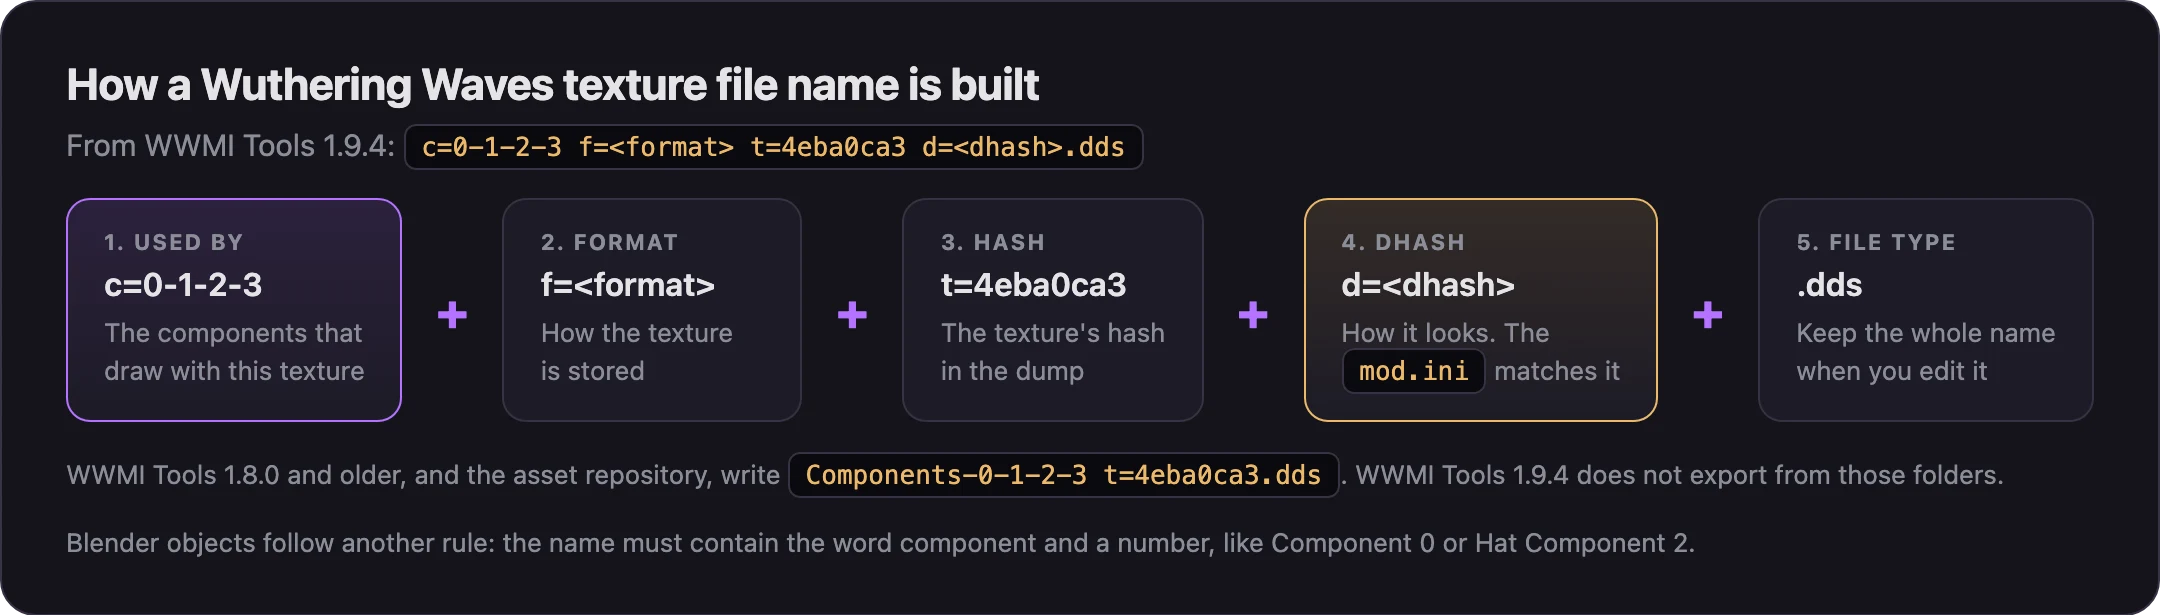 How a Wuthering Waves texture file name is built
From WWMI Tools 1.9.4: c=0-1-2-3 f=<format> t=4eba0ca3 d=<dhash>.dds
1. USED BY
c=0-1-2-3
The components that
draw with this texture
+
2. FORMAT
f=<format>
How the texture
is stored
+
3. HASH
t=4eba0ca3
The texture's hash
in the dump
+
4. DHASH
d=<dhash>
How it looks. The
mod.ini matches it
+
5. FILE TYPE
.dds
Keep the whole name
when you edit it
WWMI Tools 1.8.0 and older, and the asset repository, write Components-0-1-2-3 t=4eba0ca3.dds. WWMI Tools 1.9.4 does not export from those folders.
Blender objects follow another rule: the name must contain the word component and a number, like Component 0 or Hat Component 2.